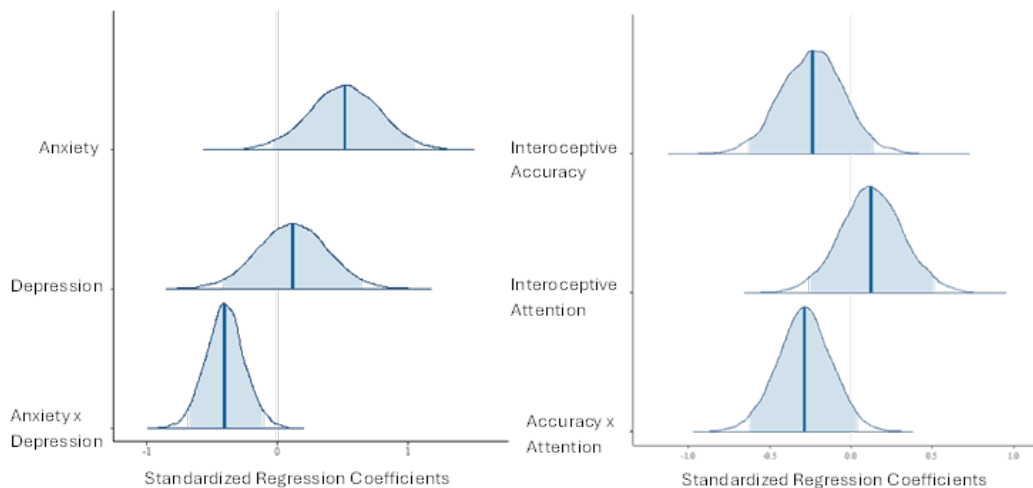 Anxiety
Depression
Anxiety x
Depression
-1
0
1
Standardized Regression Coefficients
Interoceptive
Accuracy
Interoceptive
Attention
Accuracy x
Attention
-1.0
-0.5
0.0
0.5
1.0
Standardized Regression Coefficients